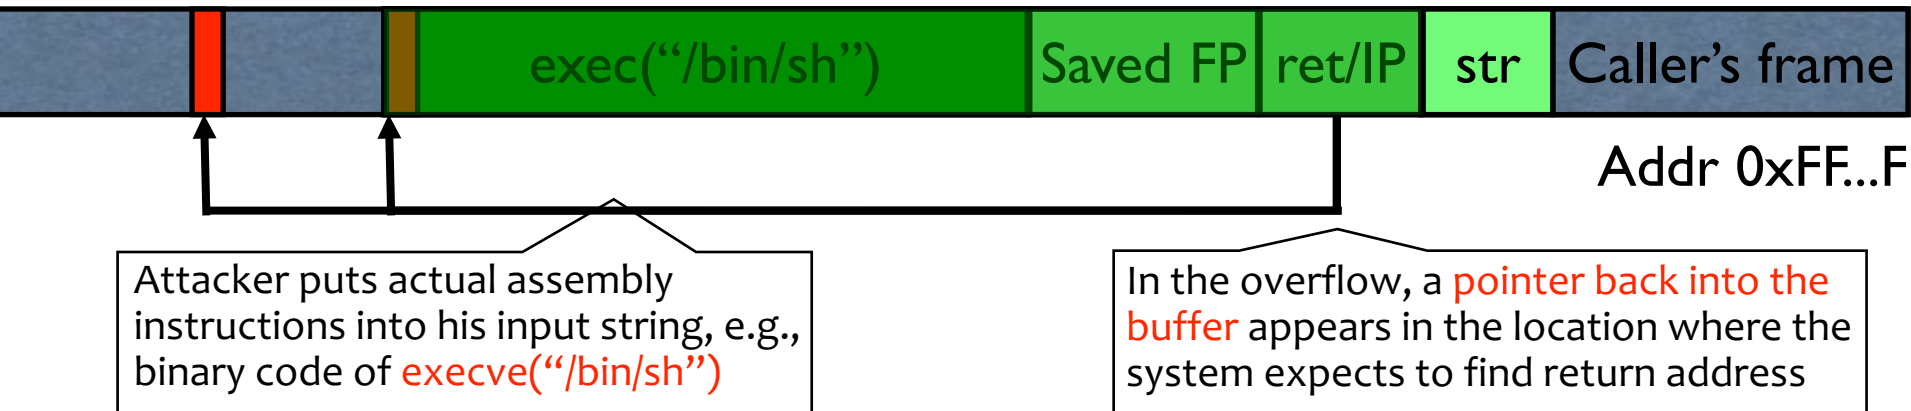 exec(“/bin/sh”) Saved FP ret/IP str Caller’s frame
Addr 0xFF...F
Attacker puts actual assembly
instructions into his input string, e.g.,
binary code of execve(“/bin/sh”)
In the overflow, a pointer back into the
buffer appears in the location where the
system expects to find return address